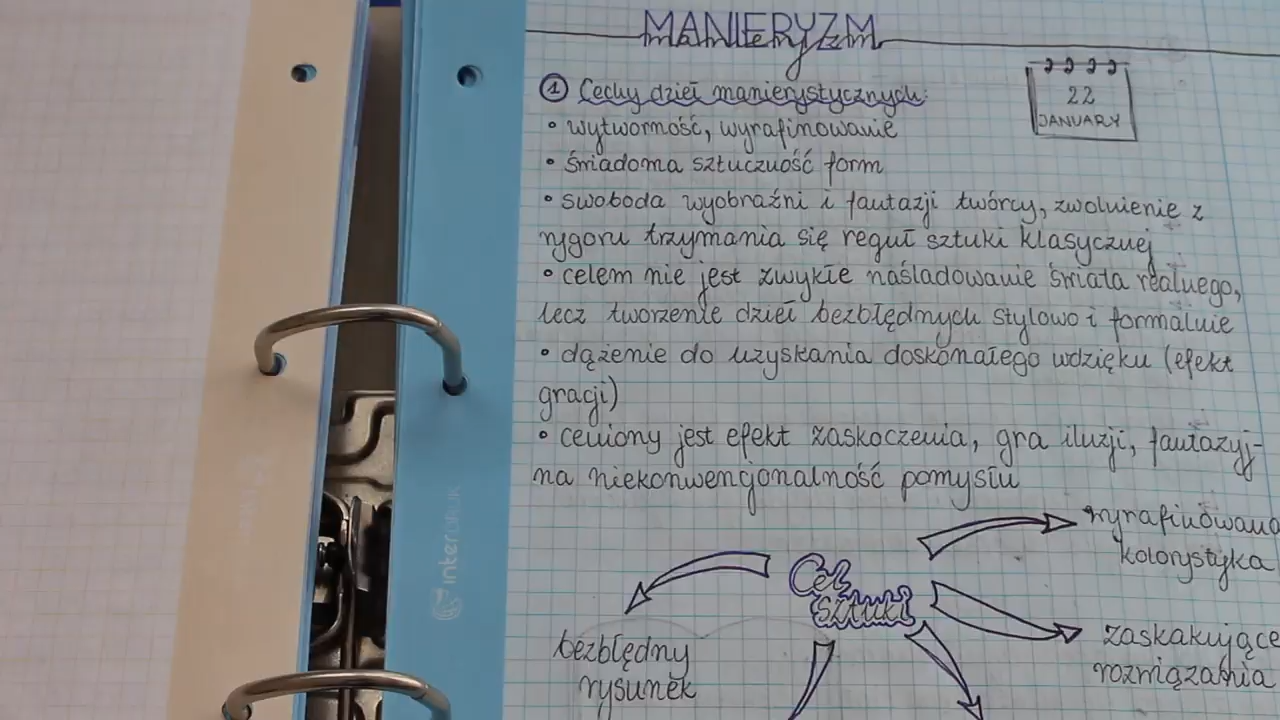 MANIERYZM
manieryzm
22
JANUARY
1 Cechy dzieł manierystycznych:
• wytworność, wyrafinowanie
• świadoma sztuczność form
• swoboda wyobraźni i fantazji twórcy, zwolnienie z
rygoru trzymania się reguł sztuki klasycznej
• celem nie jest zwykłe naśladowanie świata realnego,
lecz tworzenie dzieł bezbłędnych stylowo i formalnie
• dążenie do uzyskania doskonałego wdzięku (efekt
gracji)
• ceniony jest efekt zaskoczenia, gra iluzji, fantazyj-
na niekonwencjonalność pomysłu
Cel
sztuki
wyrafinowana
kolorystyka
zaskakujące
rozwiązania
bezbłędny
rysunek
interdruk